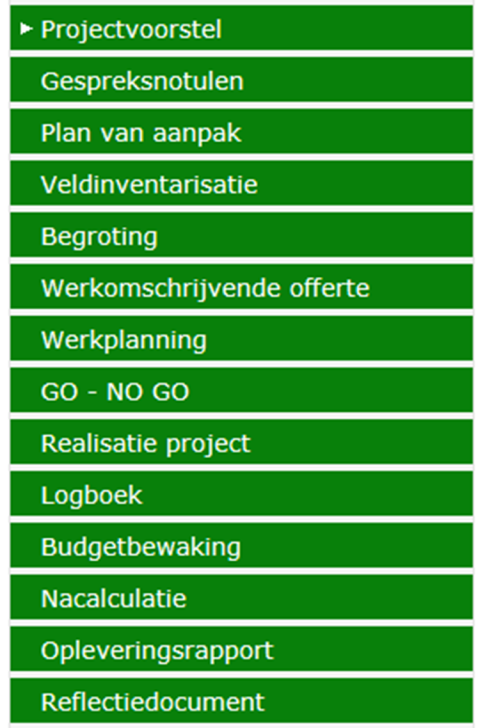 Projectvoorstel
Gespreksnotulen
Plan van aanpak
Veldinventarisatie
Begroting
Werkomschrijvende offerte
Werkplanning
GO - NO GO
Realisatie project
Logboek
Budgetbewaking
Nacalculatie
Opleveringsrapport
Reflectiedocument